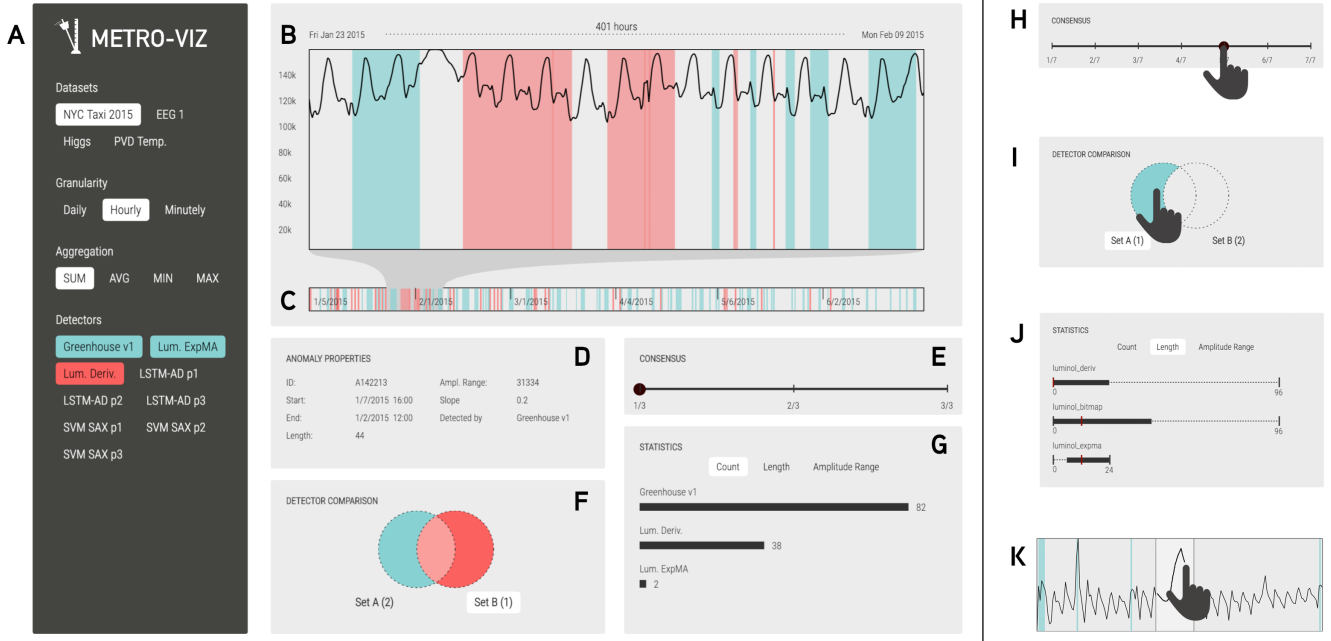 A
METRO-VIZ
Datasets
NYC Taxi 2015 EEG 1
Higgs PVD Temp.
Granularity
Daily Hourly Minutely
Aggregation
SUM AVG MIN MAX
Detectors
Greenhouse v1 Lum. ExpMA
Lum. Deriv. LSTM-AD p1
LSTM-AD p2 LSTM-AD p3
SVM SAX p1 SVM SAX p2
SVM SAX p3
B
Fri Jan 23 2015 401 hours Mon Feb 09 2015
140k
120k
100k
80k
60k
40k
20k
C
1/5/2015 2/1/2015 3/1/2015 4/4/2015 5/6/2015 6/2/2015
D
ANOMALY PROPERTIES
ID: A142213 Ampl. Range: 31334
Start: 1/7/2015 16:00 Slope 0.2
End: 1/2/2015 12:00 Detected by Greenhouse v1
Length: 44
E
CONSENSUS
1/3 2/3 3/3
F
DETECTOR COMPARISON
Set A (2) Set B (1)
G
STATISTICS
Count Length Amplitude Range
Greenhouse v1
82
Lum. Deriv.
38
Lum. ExpMA
2
H
CONSENSUS
1/7 2/7 3/7 4/7 6/7 7/7
I
DETECTOR COMPARISON
Set A (1) Set B (2)
J
STATISTICS
Count Length Amplitude Range
luminol_deriv
0 96
luminol_bitmap
0 96
luminol_expma
0 24
K